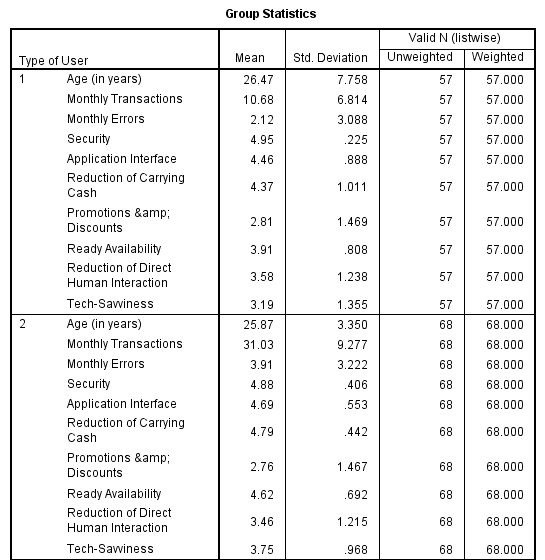 Group Statistics
Valid N (listwise)
Type of User Mean Std. Deviation Unweighted Weighted
1 Age (in years) 26.47 7.758 57 57.000
Monthly Transactions 10.68 6.814 57 57.000
Monthly Errors 2.12 3.088 57 57.000
Security 4.95 .225 57 57.000
Application Interface 4.46 .888 57 57.000
Reduction of Carrying
Cash 4.37 1.011 57 57.000
Promotions &amp;
Discounts 2.81 1.469 57 57.000
Ready Availability 3.91 .808 57 57.000
Reduction of Direct
Human Interaction 3.58 1.238 57 57.000
Tech-Savviness 3.19 1.355 57 57.000
2 Age (in years) 25.87 3.350 68 68.000
Monthly Transactions 31.03 9.277 68 68.000
Monthly Errors 3.91 3.222 68 68.000
Security 4.88 .406 68 68.000
Application Interface 4.69 .553 68 68.000
Reduction of Carrying
Cash 4.79 .442 68 68.000
Promotions &amp;
Discounts 2.76 1.467 68 68.000
Ready Availability 4.62 .692 68 68.000
Reduction of Direct
Human Interaction 3.46 1.215 68 68.000
Tech-Savviness 3.75 .968 68 68.000